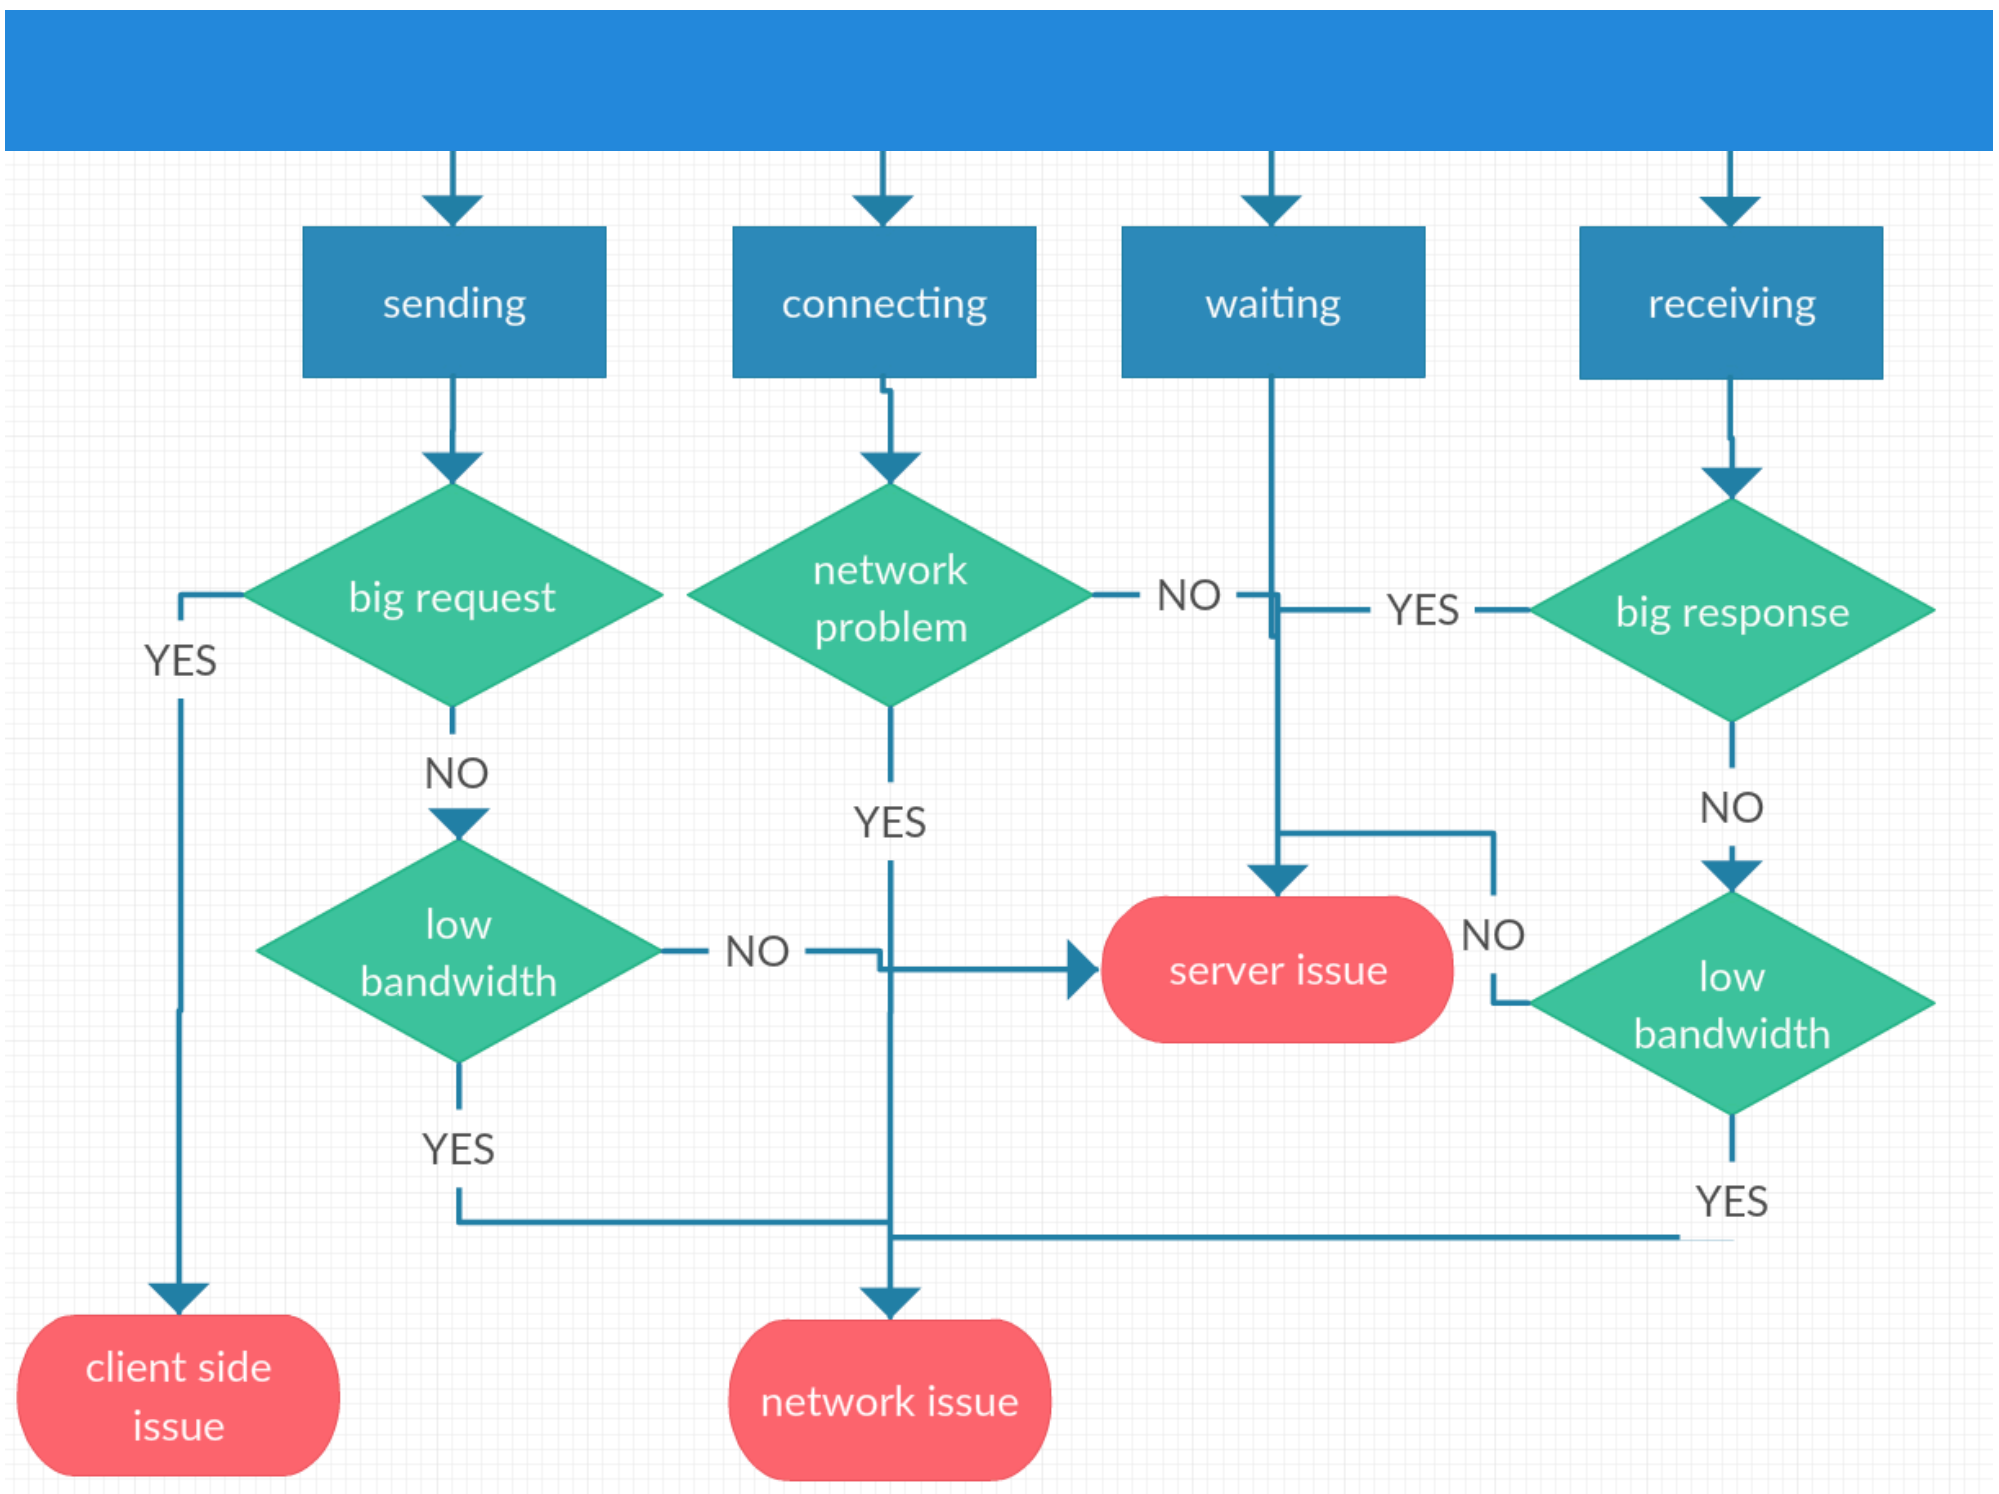 sending
connecting
waiting
receiving
big request
network
problem
NO
YES
big response
YES
NO
NO
YES
low
bandwidth
NO
server issue
NO
low
bandwidth
YES
YES
client side
issue
network issue